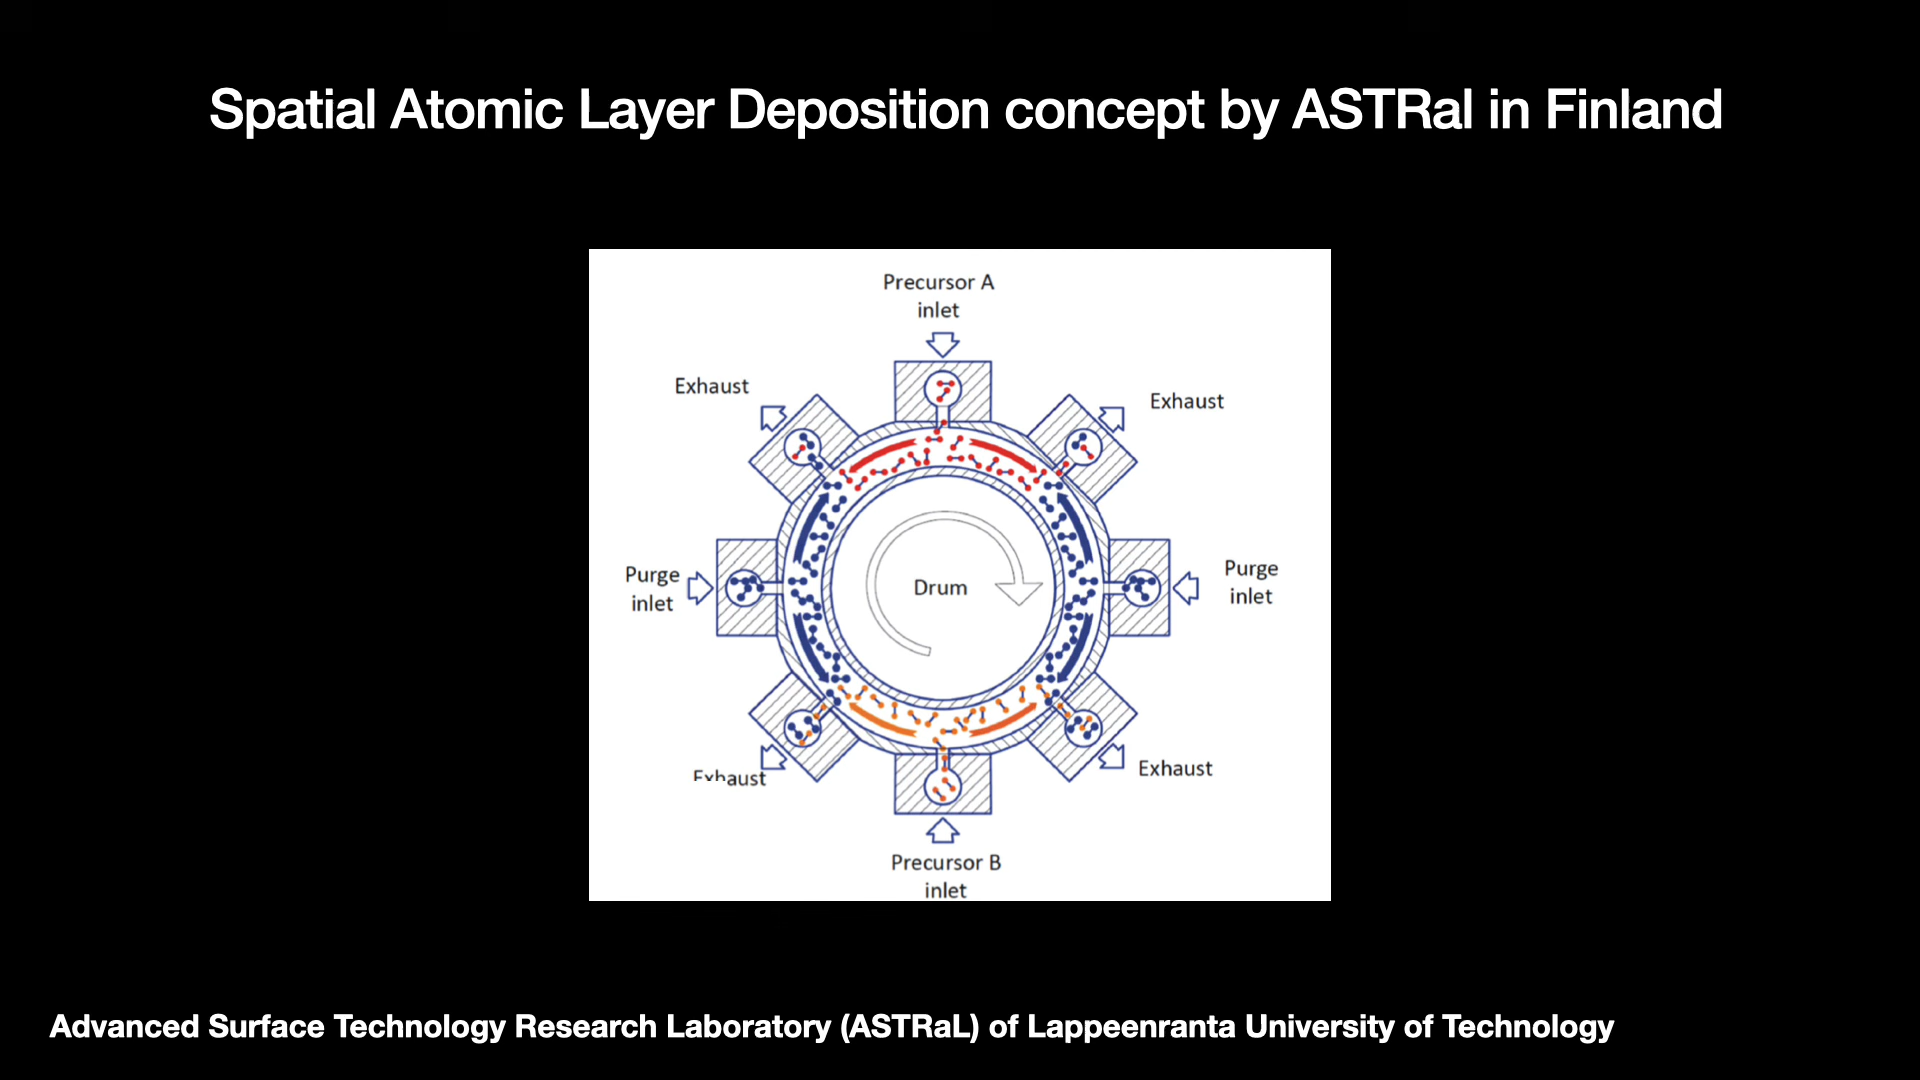 Spatial Atomic Layer Deposition concept by ASTRal in Finland
Precursor A
inlet
Exhaust
Exhaust
Purge
inlet
Drum
Purge
inlet
Exhaust
Exhaust
Precursor B
inlet
Advanced Surface Technology Research Laboratory (ASTRaL) of Lappeenranta University of Technology